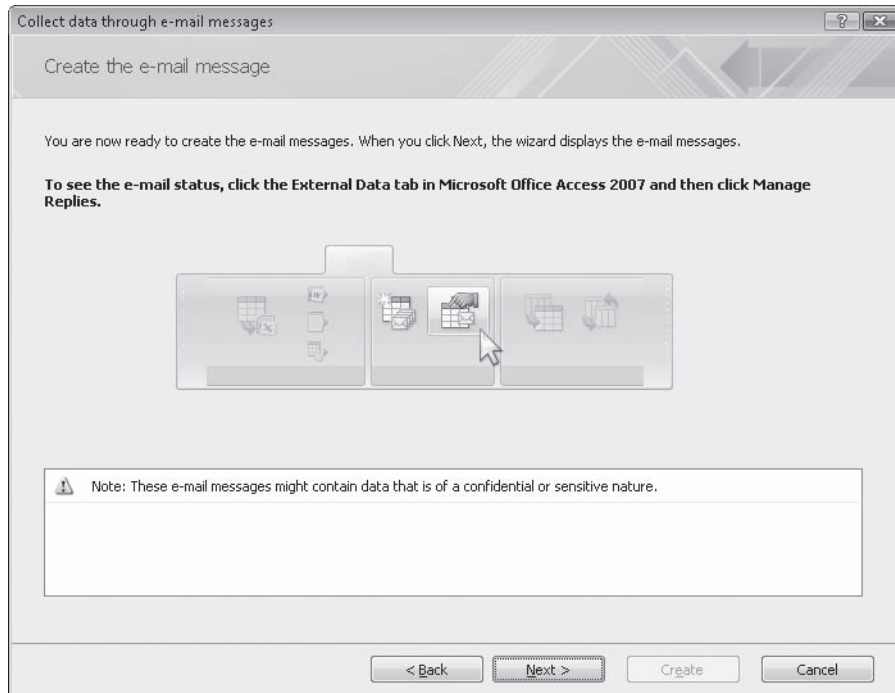 Collect data through e-mail messages
Create the e-mail message
You are now ready to create the e-mail messages. When you click Next, the wizard displays the e-mail messages.
To see the e-mail status, click the External Data tab in Microsoft Office Access 2007 and then click Manage
Replies.
Note: These e-mail messages might contain data that is of a confidential or sensitive nature.
< Back
Next >
Create
Cancel